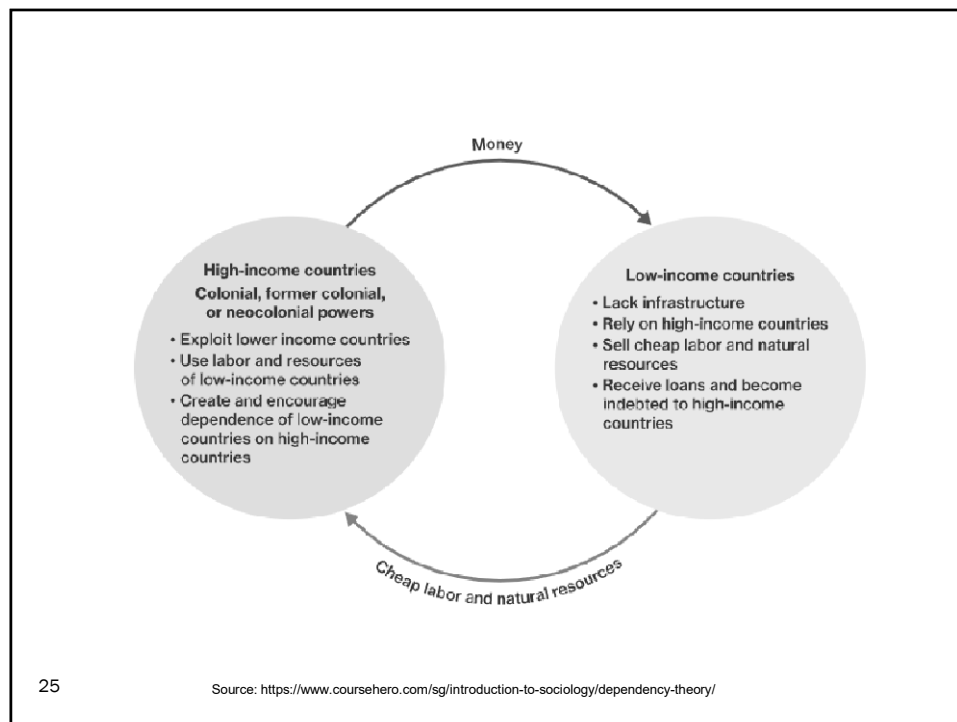 Money
High-income countries
Colonial, former colonial,
or neocolonial powers
• Exploit lower income countries
• Use labor and resources
of low-income countries
• Create and encourage
dependence of low-income
countries on high-income
countries
Low-income countries
• Lack infrastructure
• Rely on high-income countries
• Sell cheap labor and natural
resources
• Receive loans and become
indebted to high-income
countries
Cheap labor and natural resources
25
Source: https://www.coursehero.com/sg/introduction-to-sociology/dependency-theory/